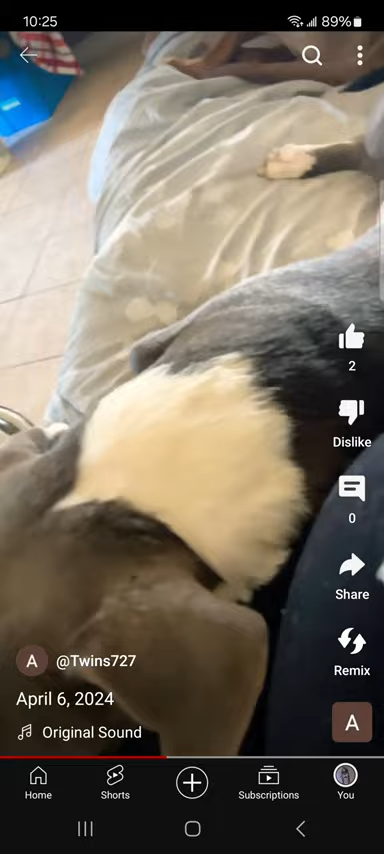 10:25
89%
2
Dislike
0
Share
Remix
A
@Twins727
April 6, 2024
Original Sound
A
Home
Shorts
Subscriptions
You